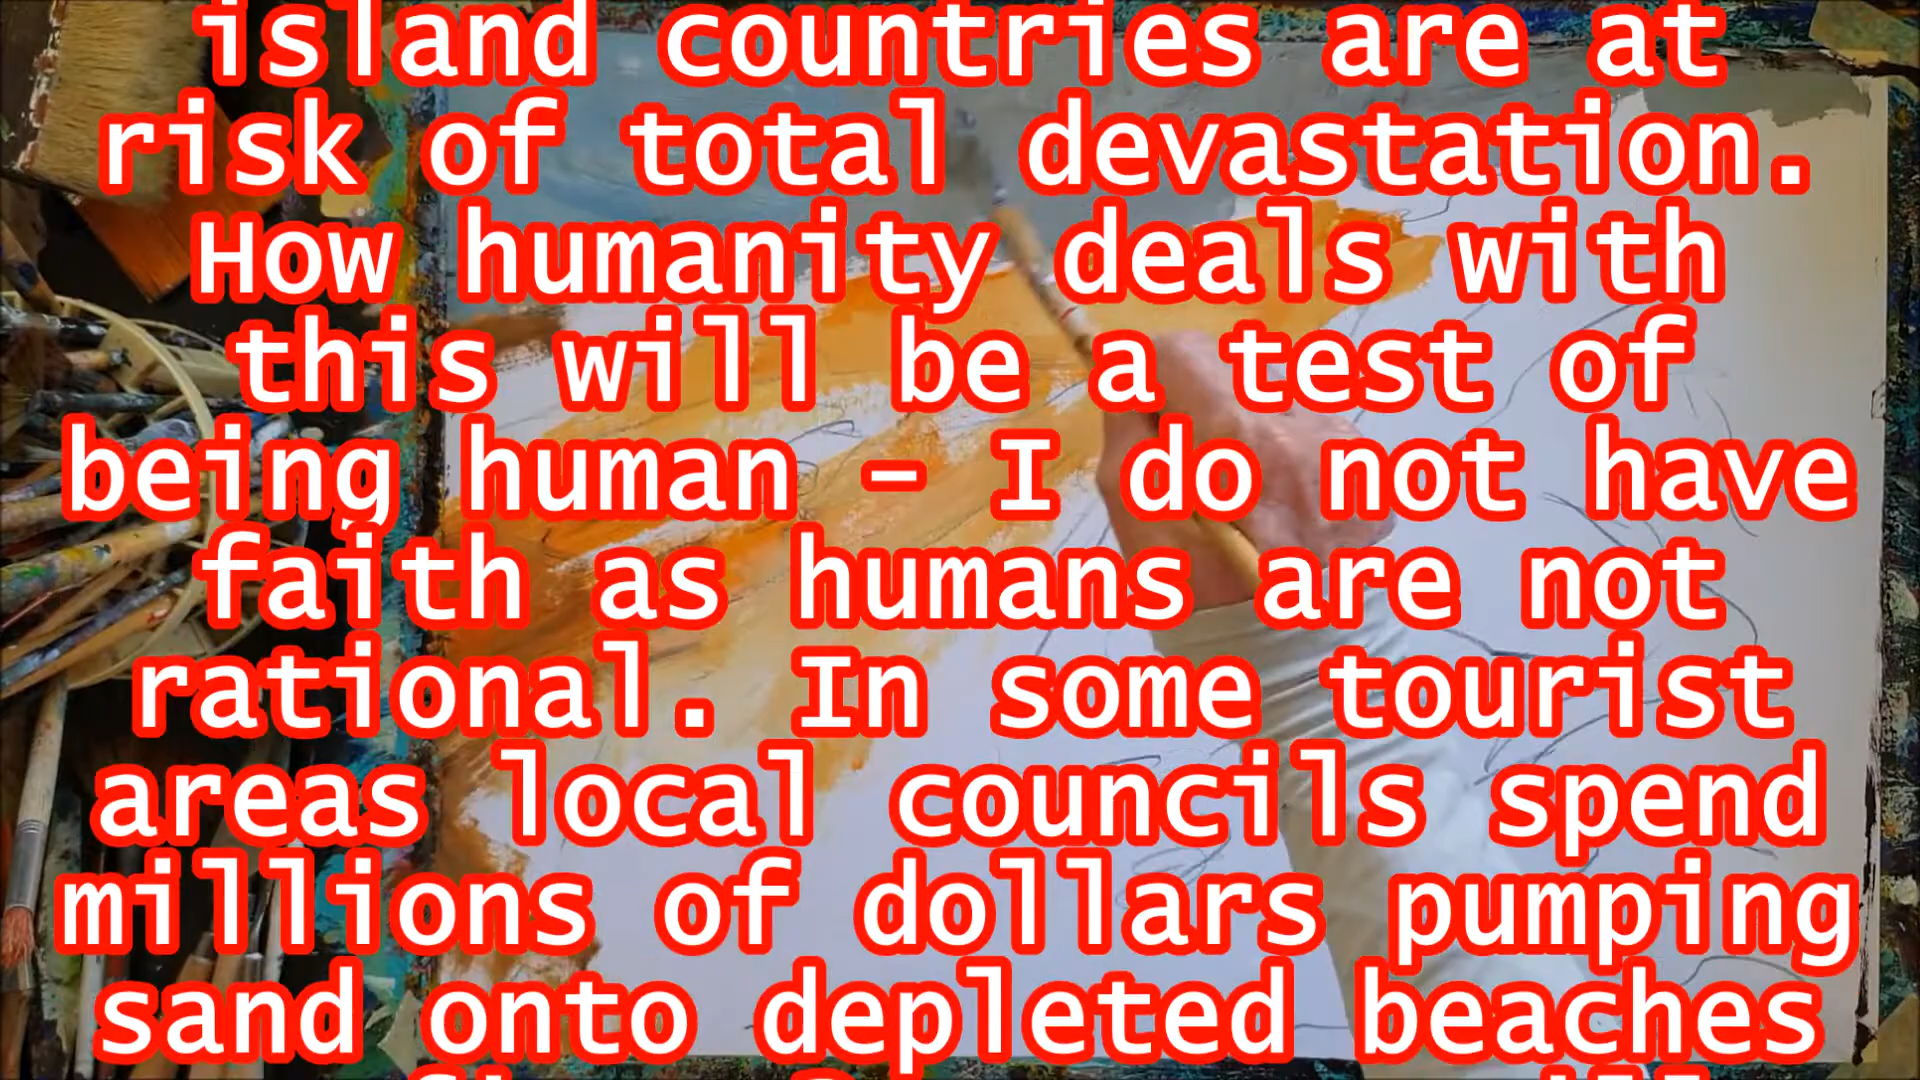 island countries are at
risk of total devastation.
How humanity deals with
this will be a test of
being human - I do not have
faith as humans are not
rational. In some tourist
areas local councils spend
millions of dollars pumping
sand onto depleted beaches